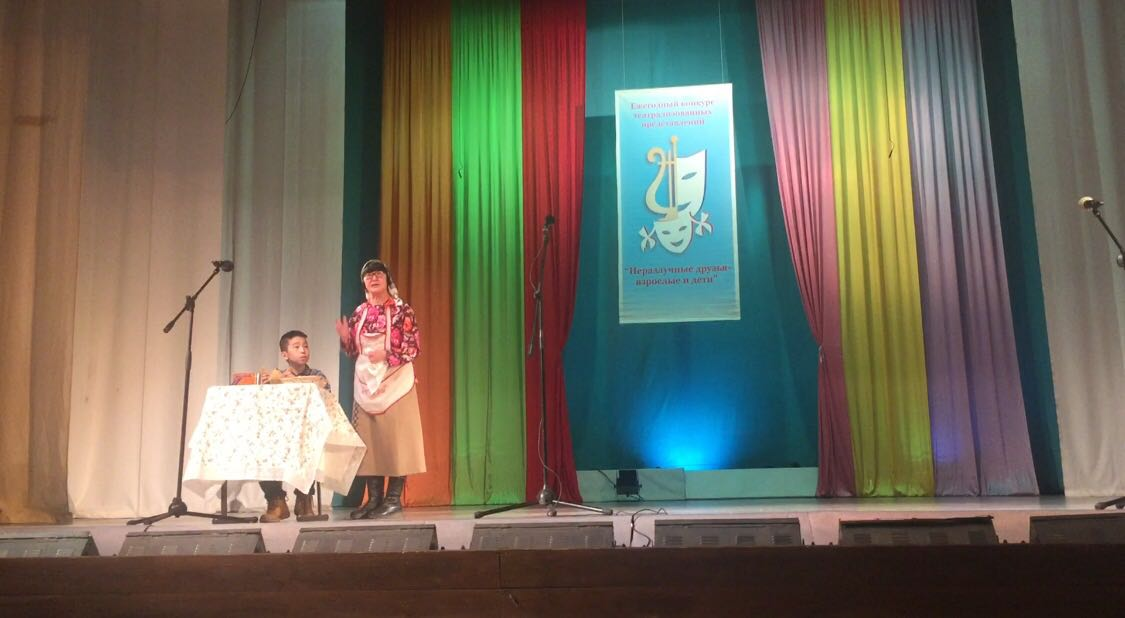 Ежегодный конкурс
театрализованных
представлений
"Неразлучные друзья-
взрослые и дети"